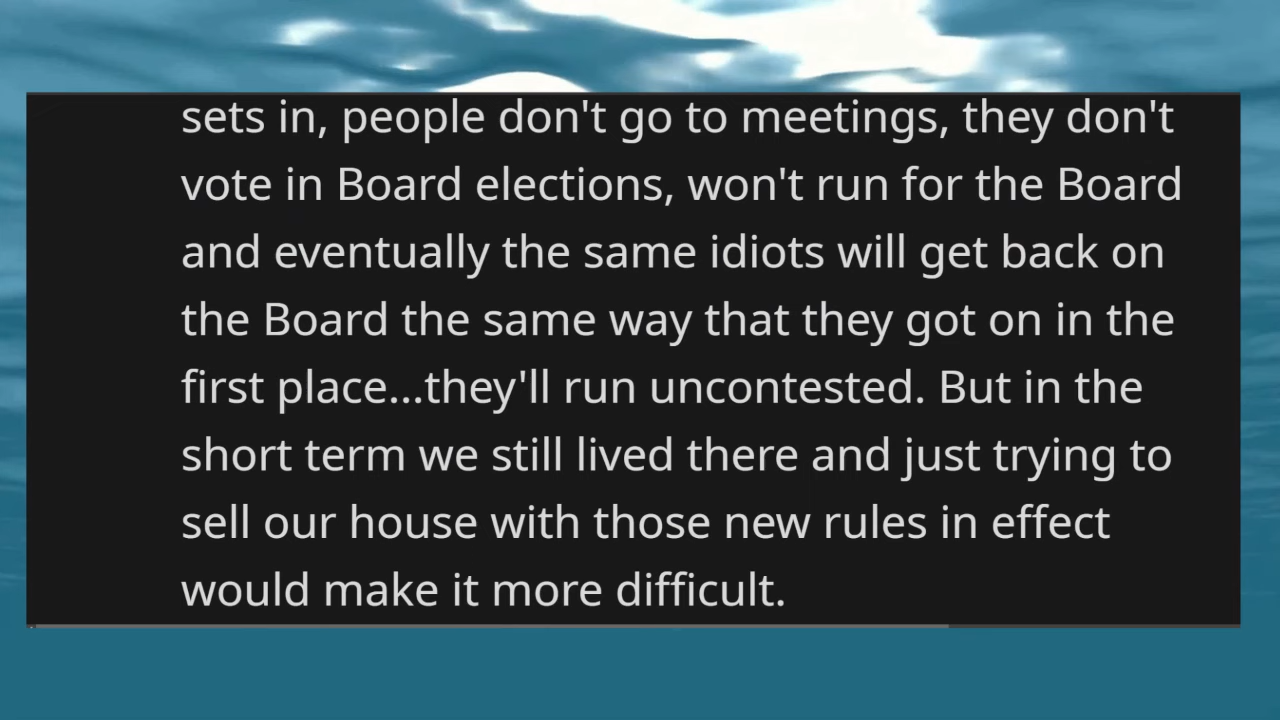 sets in, people don't go to meetings, they don't
vote in Board elections, won't run for the Board
and eventually the same idiots will get back on
the Board the same way that they got on in the
first place...they'll run uncontested. But in the
short term we still lived there and just trying to
sell our house with those new rules in effect
would make it more difficult.